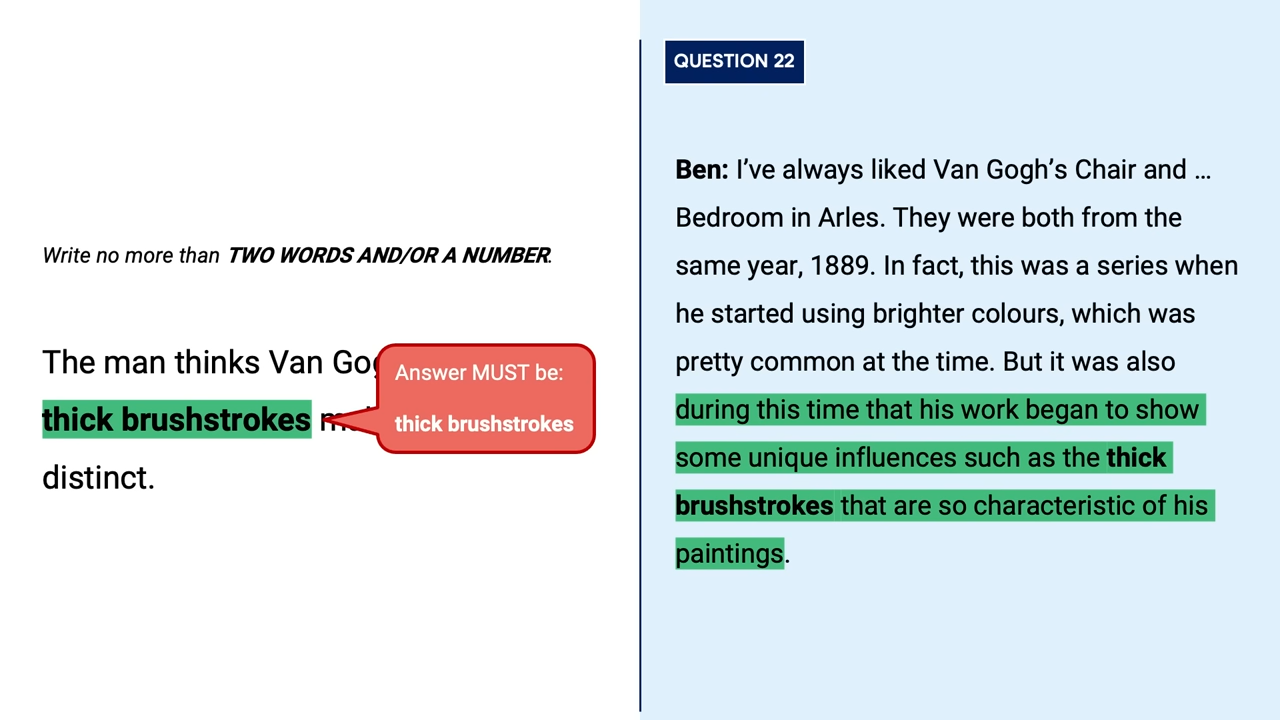 Write no more than TWO WORDS AND/OR A NUMBER.
The man thinks Van
thick brushstrokes
distinct.
Answer MUST be:
thick brushstrokes
QUESTION 22
Ben: I’ve always liked Van Gogh’s Chair and …
Bedroom in Arles. They were both from the
same year, 1889. In fact, this was a series when
he started using brighter colours, which was
pretty common at the time. But it was also
during this time that his work began to show
some unique influences such as the thick
brushstrokes that are so characteristic of his
paintings.